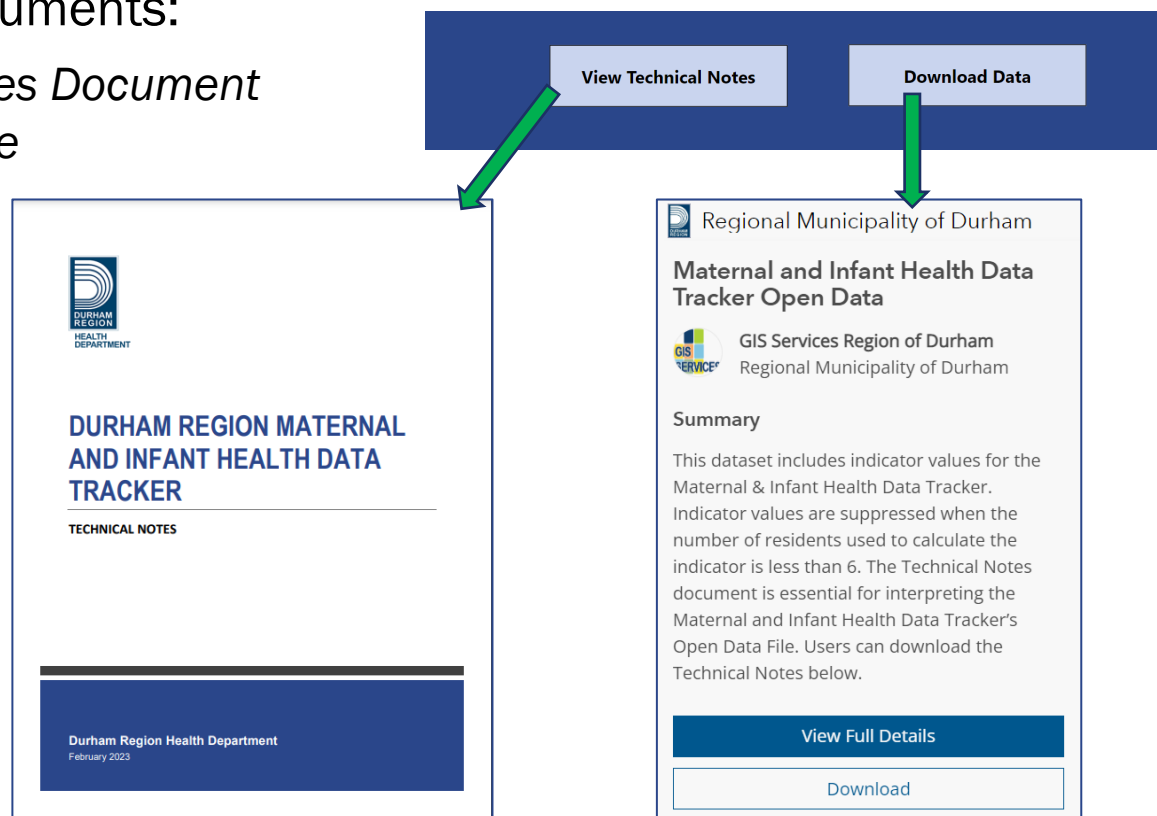 uments:
es Document
e
View Technical Notes
Download Data
DURHAM
REGION
HEALTH
DEPARTMENT
DURHAM REGION MATERNAL
AND INFANT HEALTH DATA
TRACKER
TECHNICAL NOTES
Durham Region Health Department
February 2023
Regional Municipality of Durham
Maternal and Infant Health Data
Tracker Open Data
GIS
SERVICES
GIS Services Region of Durham
Regional Municipality of Durham
Summary
This dataset includes indicator values for the
Maternal & Infant Health Data Tracker.
Indicator values are suppressed when the
number of residents used to calculate the
indicator is less than 6. The Technical Notes
document is essential for interpreting the
Maternal and Infant Health Data Tracker’s
Open Data File. Users can download the
Technical Notes below.
View Full Details
Download